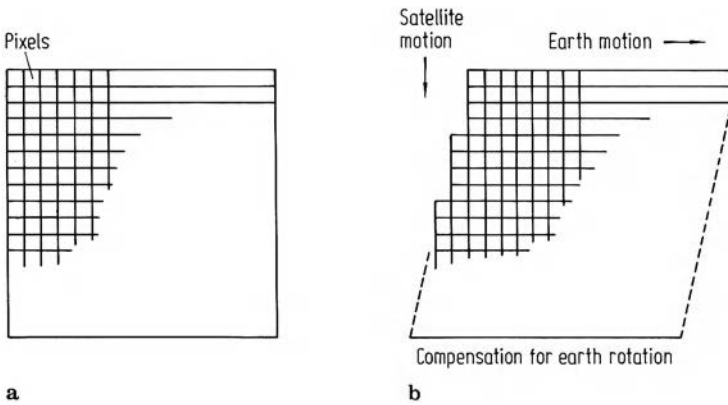 Pixels
Satellite
motion
Earth motion
Compensation for earth rotation
a
b